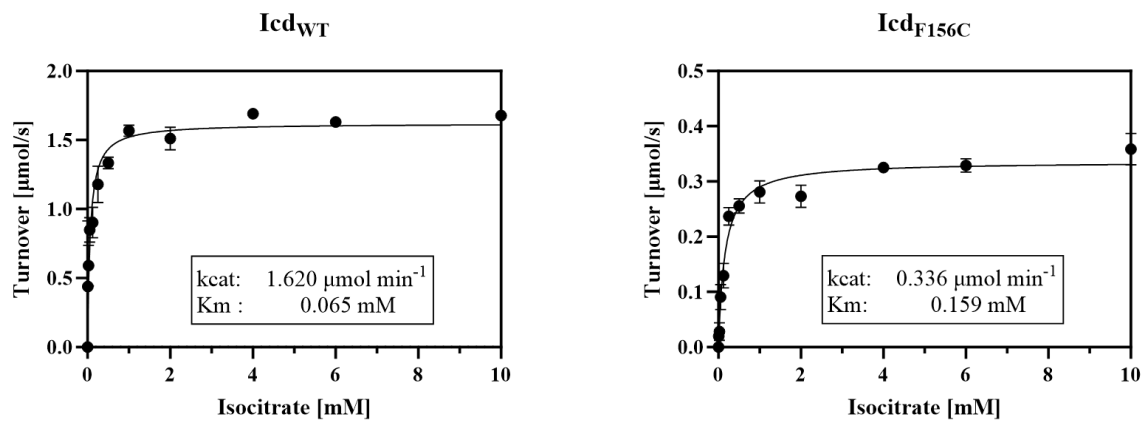 Icd_WT
2.0
1.5
1.0
0.5
0.0
Turnover [µmol/s]
kcat: 1.620 µmol min⁻¹
Km : 0.065 mM
0 2 4 6 8 10
Isocitrate [mM]
Icd_F156C
0.5
0.4
0.3
0.2
0.1
0.0
Turnover [µmol/s]
kcat: 0.336 µmol min⁻¹
Km: 0.159 mM
0 2 4 6 8 10
Isocitrate [mM]